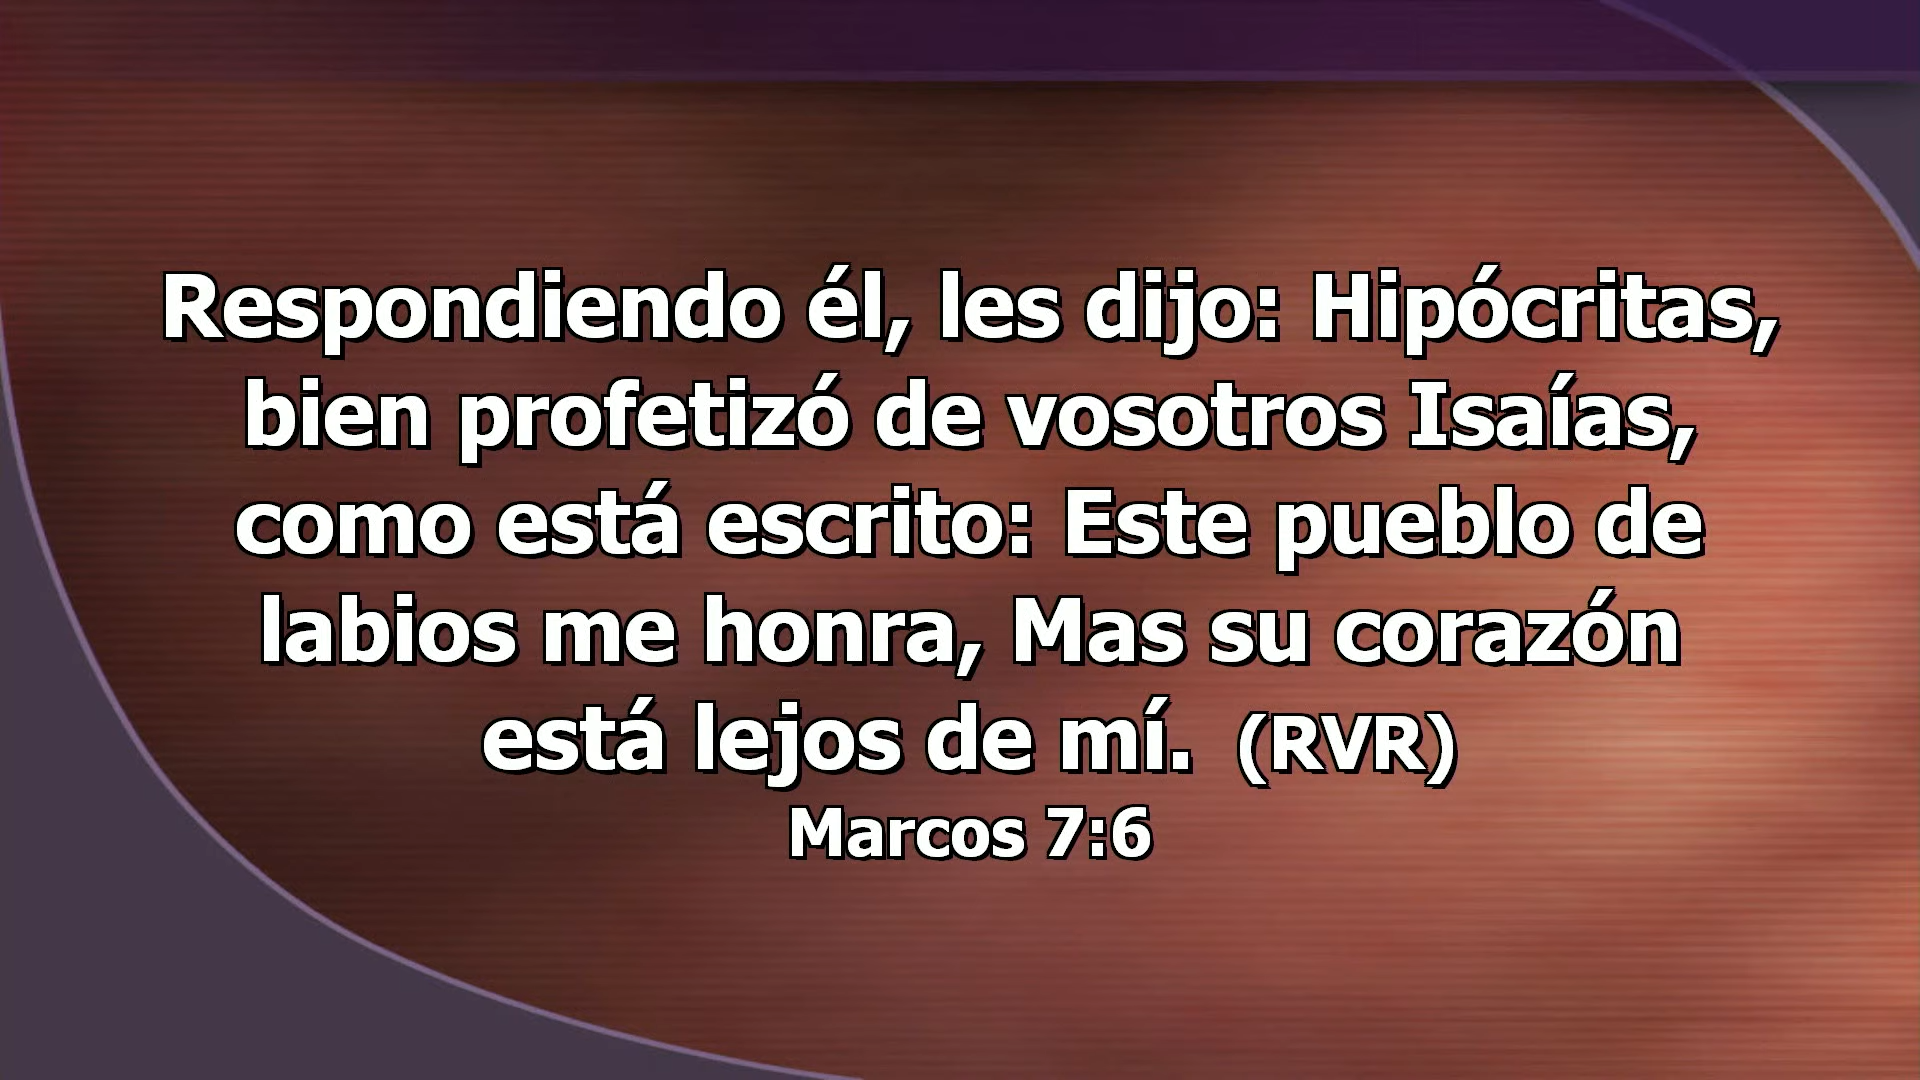 Respondiendo él, les dijo: Hipócritas,
bien profetizó de vosotros Isaías,
como está escrito: Este pueblo de
labios me honra, Mas su corazón
está lejos de mí. (RVR)
Marcos 7:6